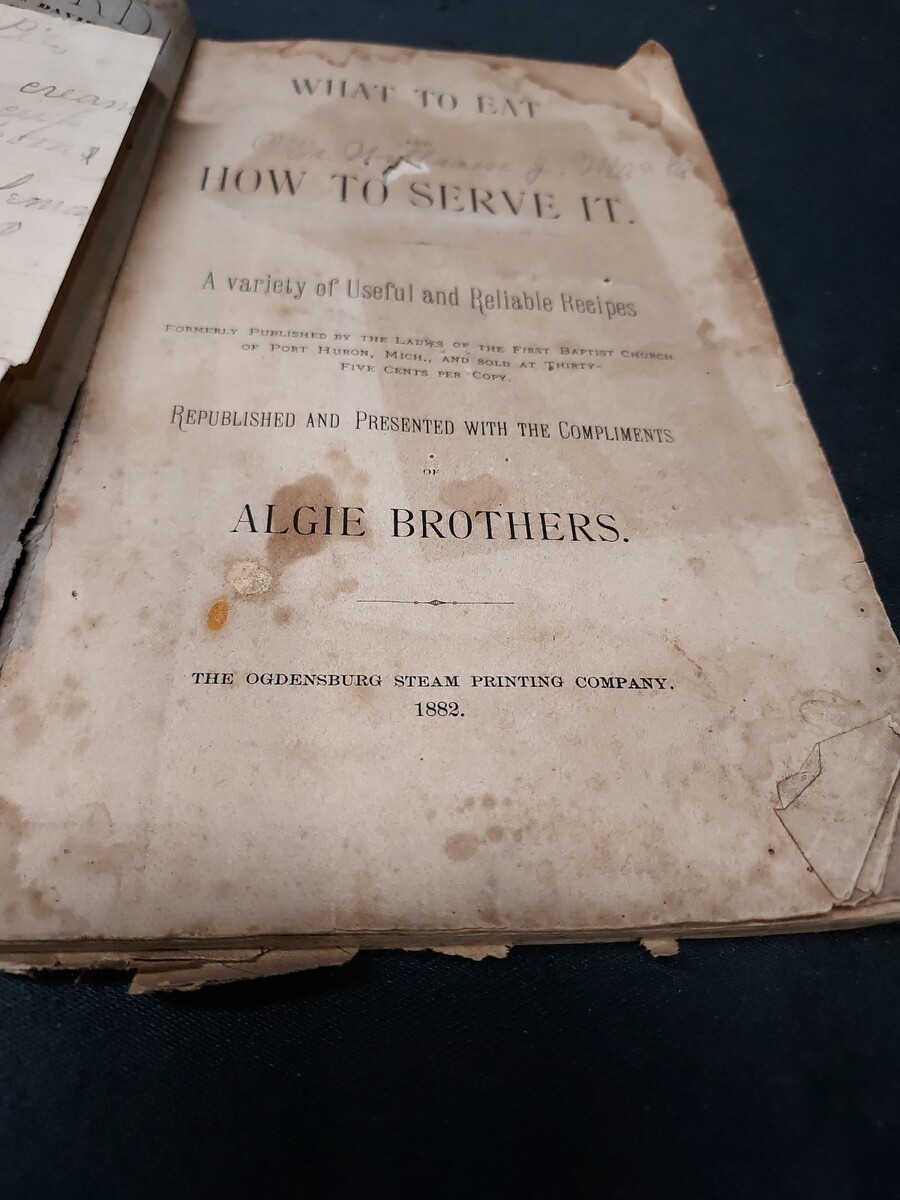 cream
WHAT TO EAT
HOW TO SERVE IT.
A variety of Useful and Reliable Recipes
FORMERLY PUBLISHED BY THE LADIES OF THE FIRST BAPTIST CHURCH
OF PORT HURON, MICH., AND SOLD AT THIRTY-
FIVE CENTS PER COPY.
REPUBLISHED AND PRESENTED WITH THE COMPLIMENTS
OF
ALGIE BROTHERS.
THE OGDENSBURG STEAM PRINTING COMPANY.
1882.